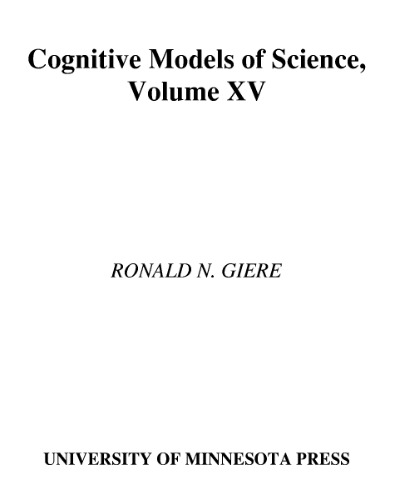 Cognitive Models of Science,
Volume XV
RONALD N. GIERE
UNIVERSITY OF MINNESOTA PRESS